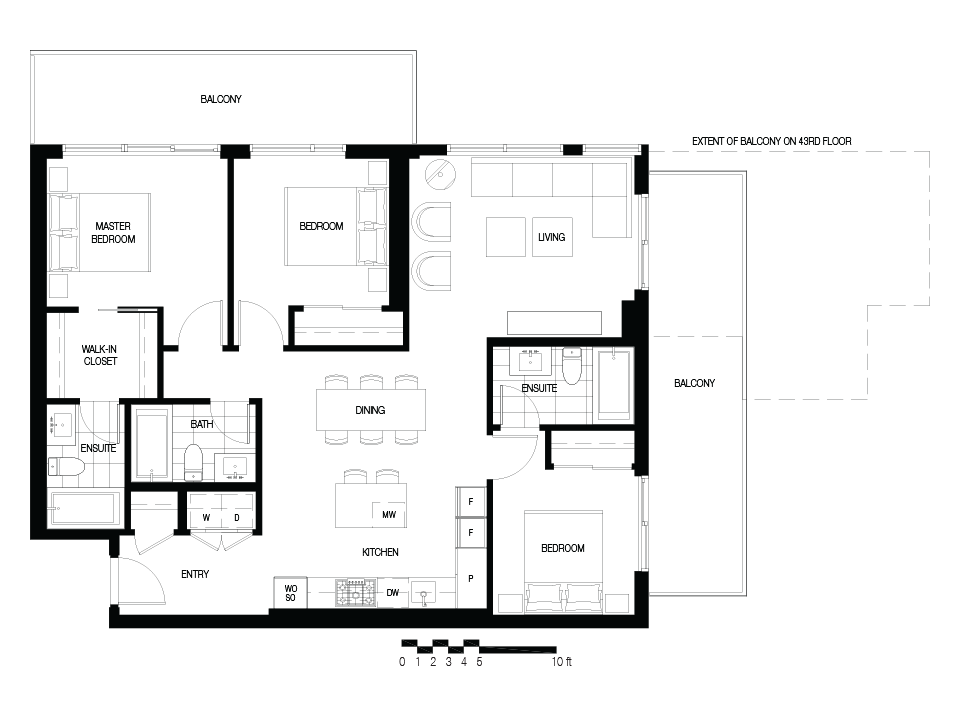 BALCONY
EXTENT OF BALCONY ON 43RD FLOOR
MASTER
BEDROOM
BEDROOM
LIVING
WALK-IN
CLOSET
ENSUITE
BALCONY
DINING
BATH
ENSUITE
F
MW
W D
F
KITCHEN
BEDROOM
ENTRY
P
WO
SO
DW
0 1 2 3 4 5 10 ft